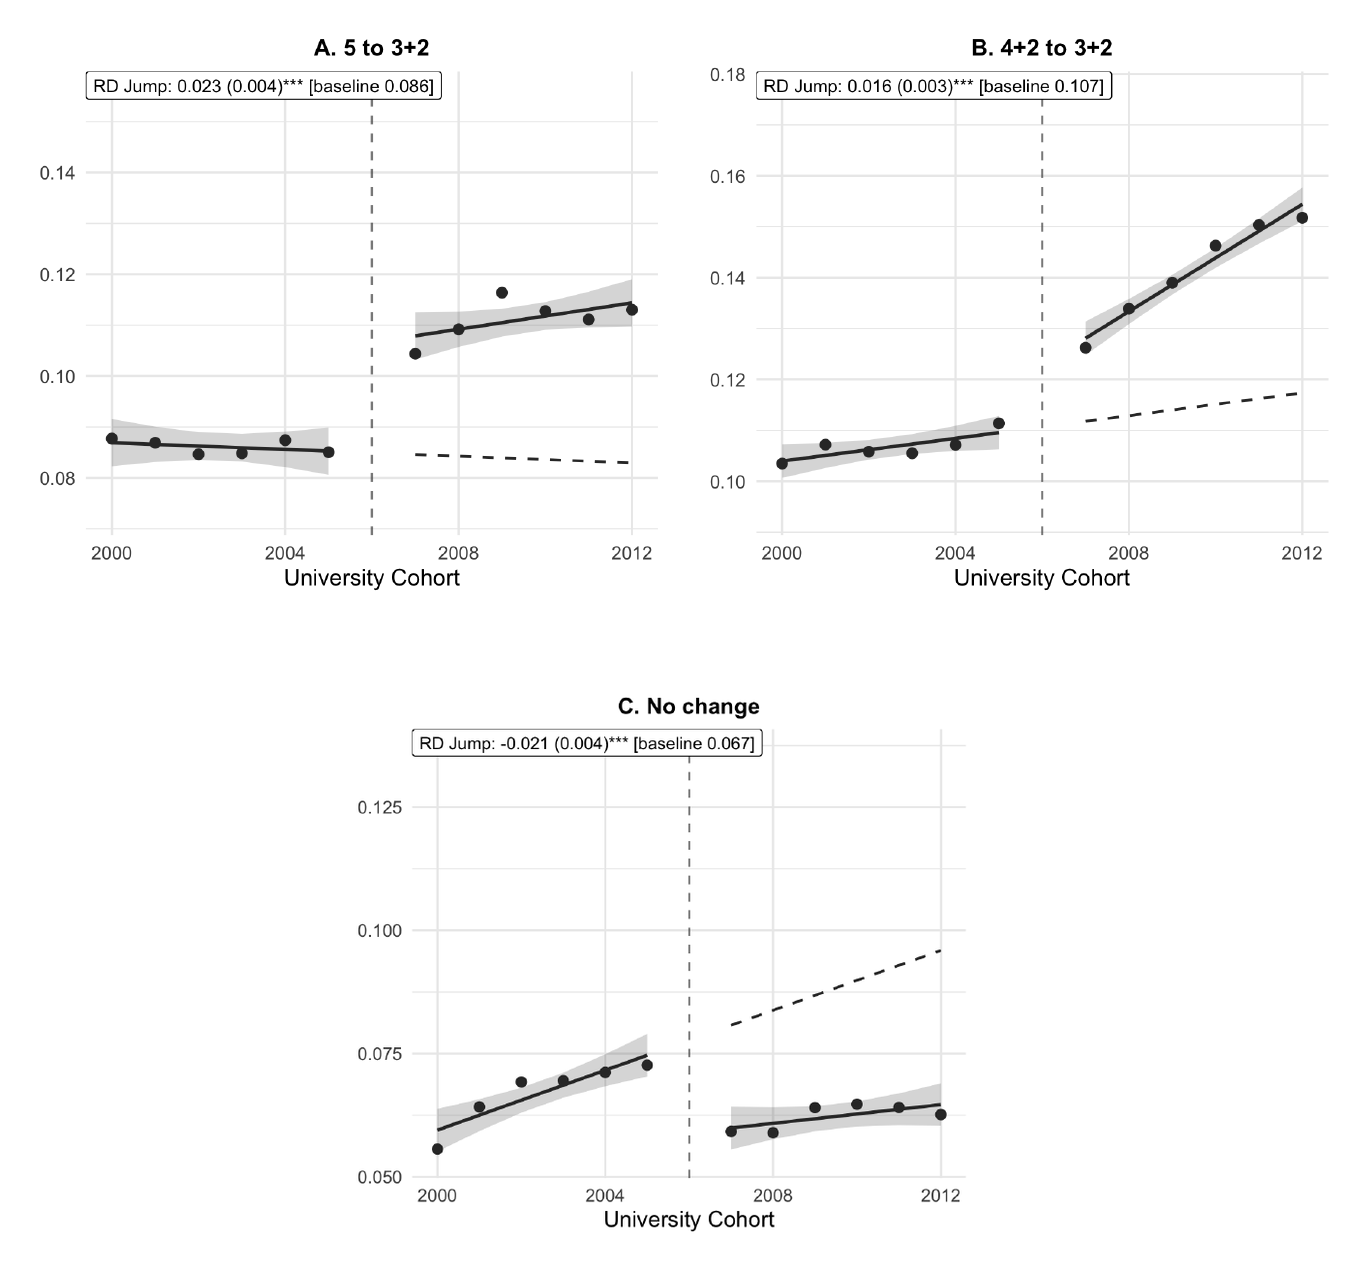 A. 5 to 3+2
RD Jump: 0.023 (0.004)*** [baseline 0.086]
0.14
0.12
0.10
0.08
2000 2004 2008 2012
University Cohort
B. 4+2 to 3+2
RD Jump: 0.016 (0.003)*** [baseline 0.107]
0.18
0.16
0.14
0.12
0.10
2000 2004 2008 2012
University Cohort
C. No change
RD Jump: -0.021 (0.004)*** [baseline 0.067]
0.125
0.100
0.075
0.050
2000 2004 2008 2012
University Cohort